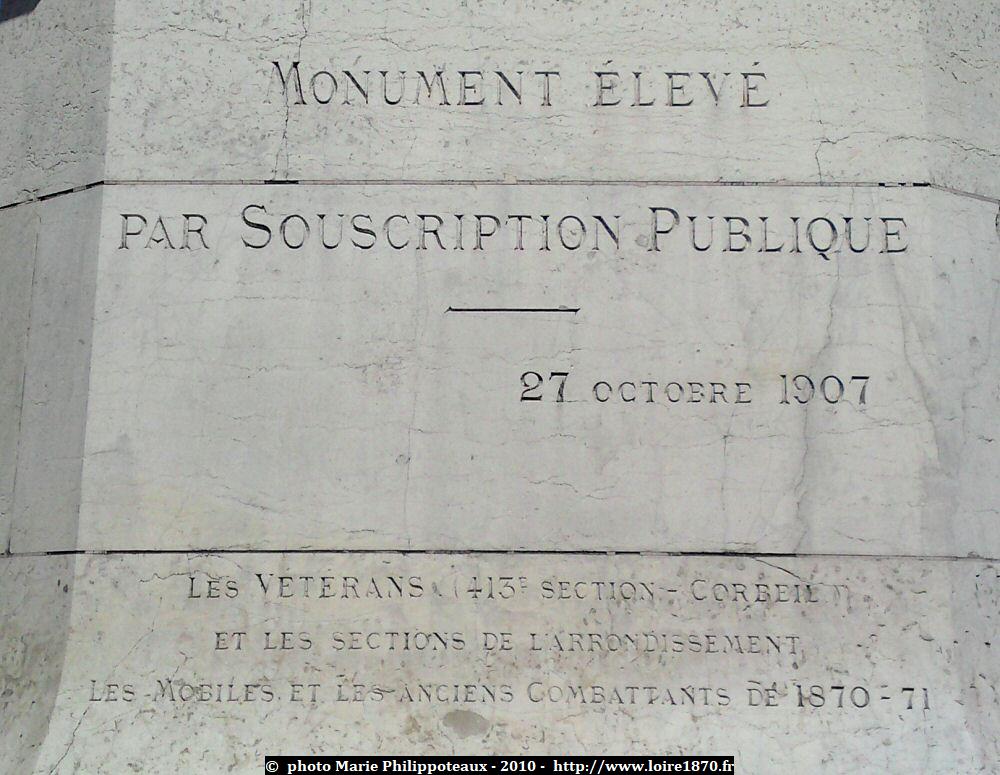 MONUMENT ÉLEVÉ
PAR SOUSCRIPTION PUBLIQUE
27 OCTOBRE 1907
LES VÉTÉRANS (413E SECTION - CORBEIL)
ET LES SECTIONS DE L'ARRONDISSEMENT
LES MOBILES ET LES ANCIENS COMBATTANTS DE 1870-71
© photo Marie Philippoteaux - 2010 - http://www.loire1870.fr